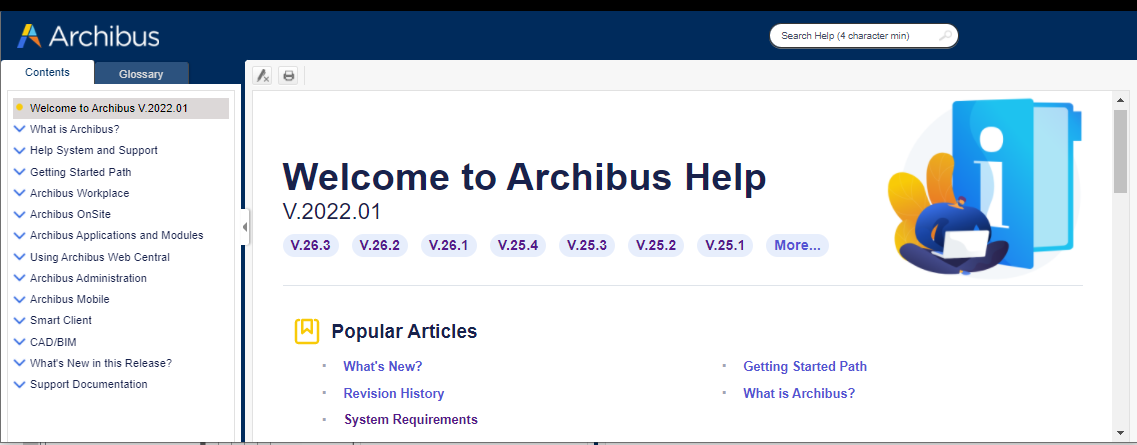 Archibus
Search Help (4 character min)
Contents
Glossary
Welcome to Archibus V.2022.01
What is Archibus?
Help System and Support
Getting Started Path
Archibus Workplace
Archibus OnSite
Archibus Applications and Modules
Using Archibus Web Central
Archibus Administration
Archibus Mobile
Smart Client
CAD/BIM
What's New in this Release?
Support Documentation
Welcome to Archibus Help
V.2022.01
V.26.3 V.26.2 V.26.1 V.25.4 V.25.3 V.25.2 V.25.1 More...
Popular Articles
What's New?
Revision History
System Requirements
Getting Started Path
What is Archibus?